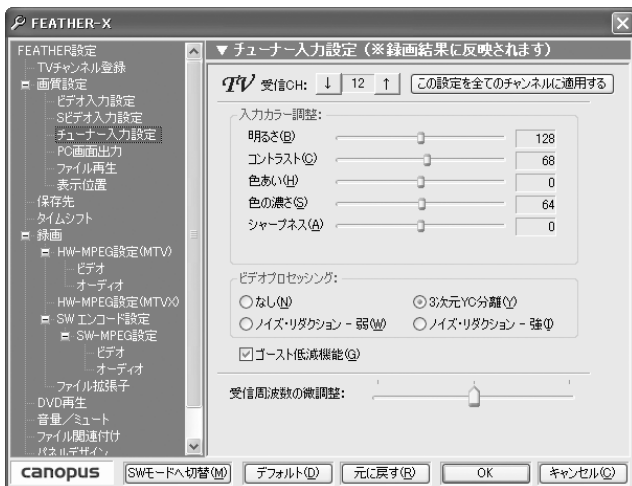 FEATHER-X
FEATHER設定
TVチャンネル登録
画質設定
ビデオ入力設定
Sビデオ入力設定
チューナー入力設定
PC画面出力
ファイル再生
表示位置
保存先
タイムシフト
録画
HW-MPEG設定(MTV)
ビデオ
オーディオ
HW-MPEG設定(MTVX)
SWエンコード設定
SW-MPEG設定
ビデオ
オーディオ
ファイル拡張子
DVD再生
音量/ミュート
ファイル関連付け
パネルデザイン
▼チューナー入力設定(※録画結果に反映されます)
TV 受信CH: ↓ 12 ↑ この設定を全てのチャンネルに適用する
入力カラー調整:
明るさ(B) 128
コントラスト(C) 68
色あい(H) 0
色の濃さ(S) 64
シャープネス(A) 0
ビデオプロセッシング:
なし(N) 3次元YC分離(Y)
ノイズ・リダクション - 弱(W) ノイズ・リダクション - 強(I)
ゴースト低減機能(G)
受信周波数の微調整:
canopus SWモードへ切替(M) デフォルト(D) 元に戻す(R) OK キャンセル(C)